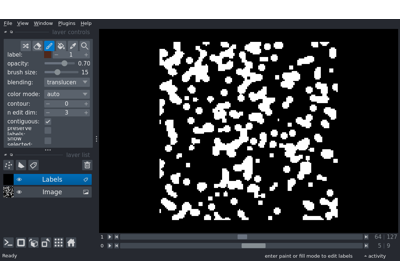 File View Window Plugins Help
layer controls
label: 1
opacity: 0.70
brush size: 15
blending: translucen
color mode: auto
contour: 0
n edit dim: 3
contiguous:
preserve
labels:
show
selected:
layer list
Labels
Image
1 64 127
0 5 9
Ready enter paint or fill mode to edit labels activity